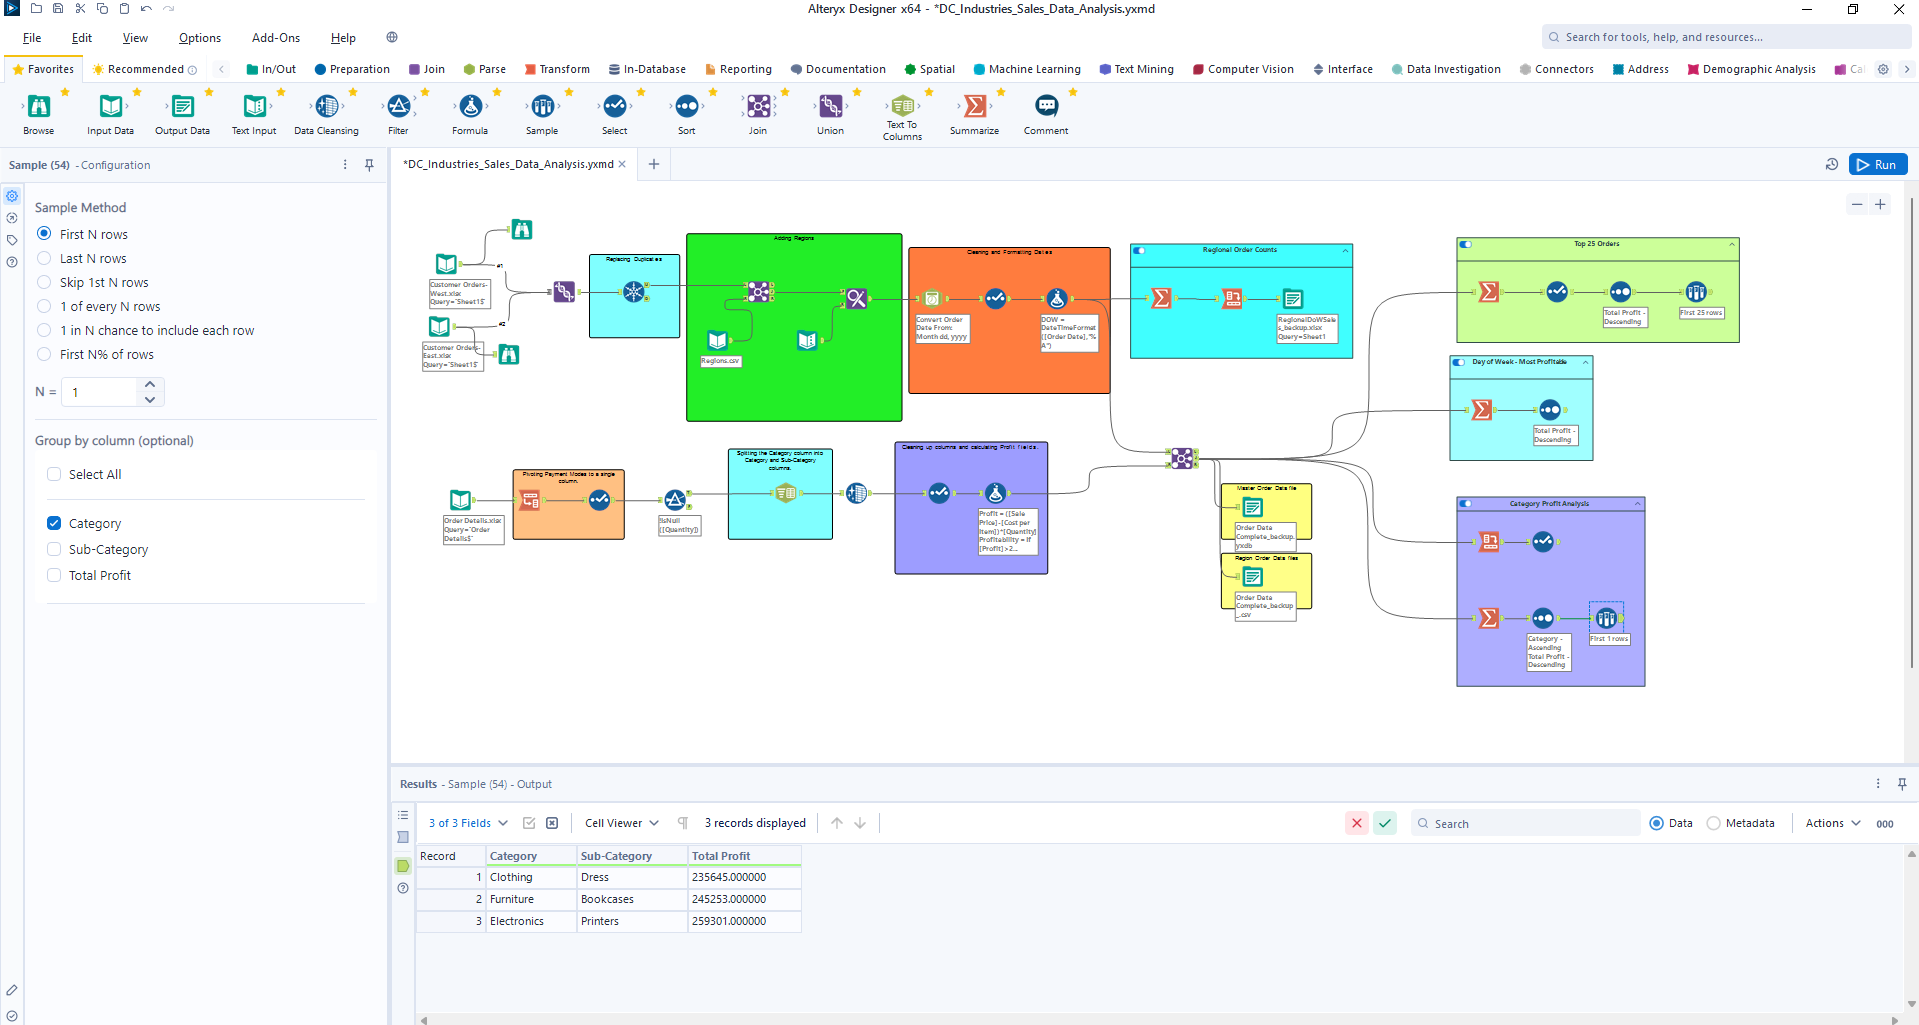 Alteryx Designer x64 - *DC_Industries_Sales_Data_Analysis.yxmd
File Edit View Options Add-Ons Help
Search for tools, help, and resources...
Favorites Recommended In/Out Preparation Join Parse Transform In-Database Reporting Documentation Spatial Machine Learning Text Mining Computer Vision Interface Data Investigation Connectors Address Demographic Analysis
Browse Input Data Output Data Text Input Data Cleansing Filter Formula Sample Select Sort Join Union Text To Columns Summarize Comment
Sample (54) - Configuration
*DC_Industries_Sales_Data_Analysis.yxmd
Run
Sample Method
First N rows
Last N rows
Skip 1st N rows
1 of every N rows
1 in N chance to include each row
First N% of rows
N = 1
Group by column (optional)
Select All
Category
Sub-Category
Total Profit
#1
#2
Customer Orders-
West.xlsx
Query=`Sheet1$`
Customer Orders-
East.xlsx
Query=`Sheet1$`
Replacing Duplicates
Adding Regions
Regions.csv
Cleaning and Formatting Dates
Convert Order
Date From:
Month dd, yyyy
DOW =
DateTimeFormat
([Order Date],"%
A")
Regional Order Counts
RegionalDoWSale
s_backup.xlsx
Query=Sheet1
Top 25 Orders
Total Profit -
Descending
First 25 rows
Day of Week - Most Profitable
Total Profit -
Descending
Order Details.xlsx
Query=`Order
Details$`
Pivoting Payment Modes to a single
column.
!IsNull
([Quantity])
Splitting the Category column into
Category and Sub-Category
columns.
Cleaning up columns and calculating Profit fields.
Profit = ([Sale
Price]-[Cost per
Item])*[Quantity]
Profitability = if
[Profit]>2...
Master Order Data file
Order Data
Complete_backup.
yxdb
Region Order Data files
Order Data
Complete_backup
_.csv
Category Profit Analysis
Category -
Ascending
Total Profit -
Descending
First 1 rows
Results - Sample (54) - Output
3 of 3 Fields Cell Viewer 3 records displayed Search Data Metadata Actions 000
Record Category Sub-Category Total Profit
1 Clothing Dress 235645.000000
2 Furniture Bookcases 245253.000000
3 Electronics Printers 259301.000000